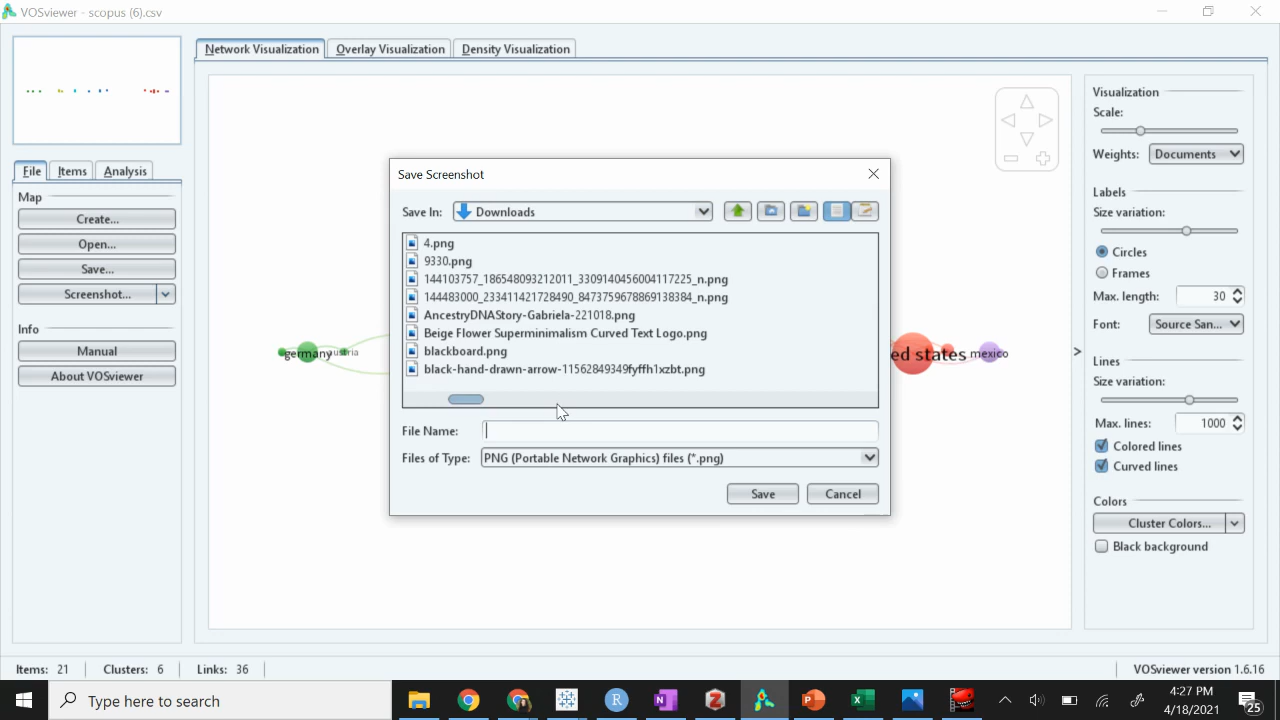 VOSviewer - scopus (6).csv
Network Visualization
Overlay Visualization
Density Visualization
File
Items
Analysis
Map
Create...
Open...
Save...
Screenshot...
Info
Manual
About VOSviewer
germany
ustria
ed states
mexico
Save Screenshot
Save In:
Downloads
4.png
9330.png
144103757_186548093212011_3309140456004117225_n.png
144483000_233411421728490_8473759678869138384_n.png
AncestryDNAStory-Gabriela-221018.png
Beige Flower Superminimalism Curved Text Logo.png
blackboard.png
black-hand-drawn-arrow-11562849349fyffh1xzbt.png
File Name:
Files of Type:
PNG (Portable Network Graphics) files (*.png)
Save
Cancel
>
Visualization
Scale:
Weights:
Documents
Labels
Size variation:
Circles
Frames
Max. length:
30
Font:
Source San...
Lines
Size variation:
Max. lines:
1000
Colored lines
Curved lines
Colors
Cluster Colors...
Black background
Items: 21
Clusters: 6
Links: 36
VOSviewer version 1.6.16
Type here to search
4:27 PM
4/18/2021
25